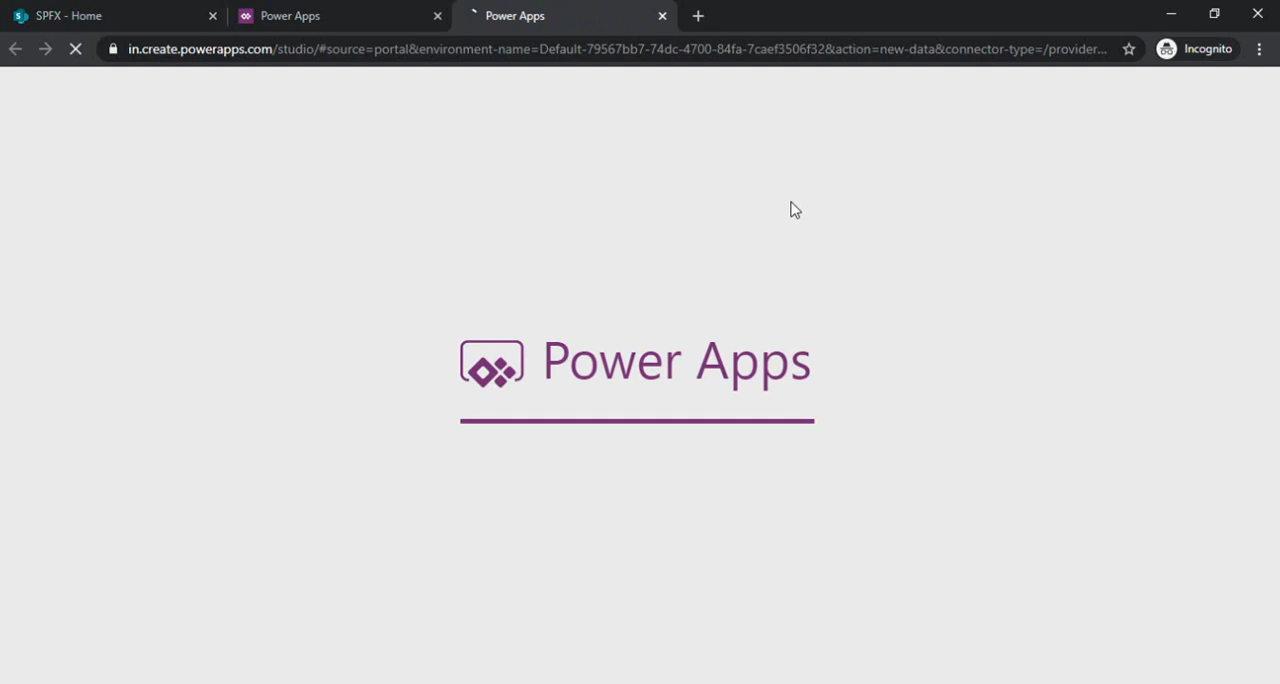 SPFX - Home
Power Apps
Power Apps
in.create.powerapps.com/studio/#source=portal&environment-name=Default-79567bb7-74dc-4700-84fa-7caef3506f32&action=new-data&connector-type=/provider...
Incognito
Power Apps